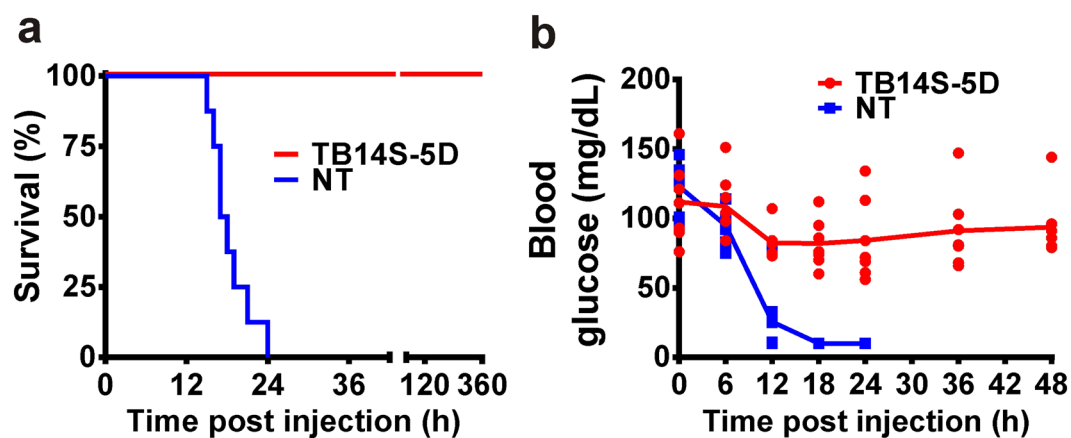 a
Survival (%)
100
75
50
25
0
TB14S-5D
NT
0 12 24 36 120 360
Time post injection (h)
b
Blood
glucose (mg/dL)
200
150
100
50
0
TB14S-5D
NT
0 6 12 18 24 30 36 42 48
Time post injection (h)